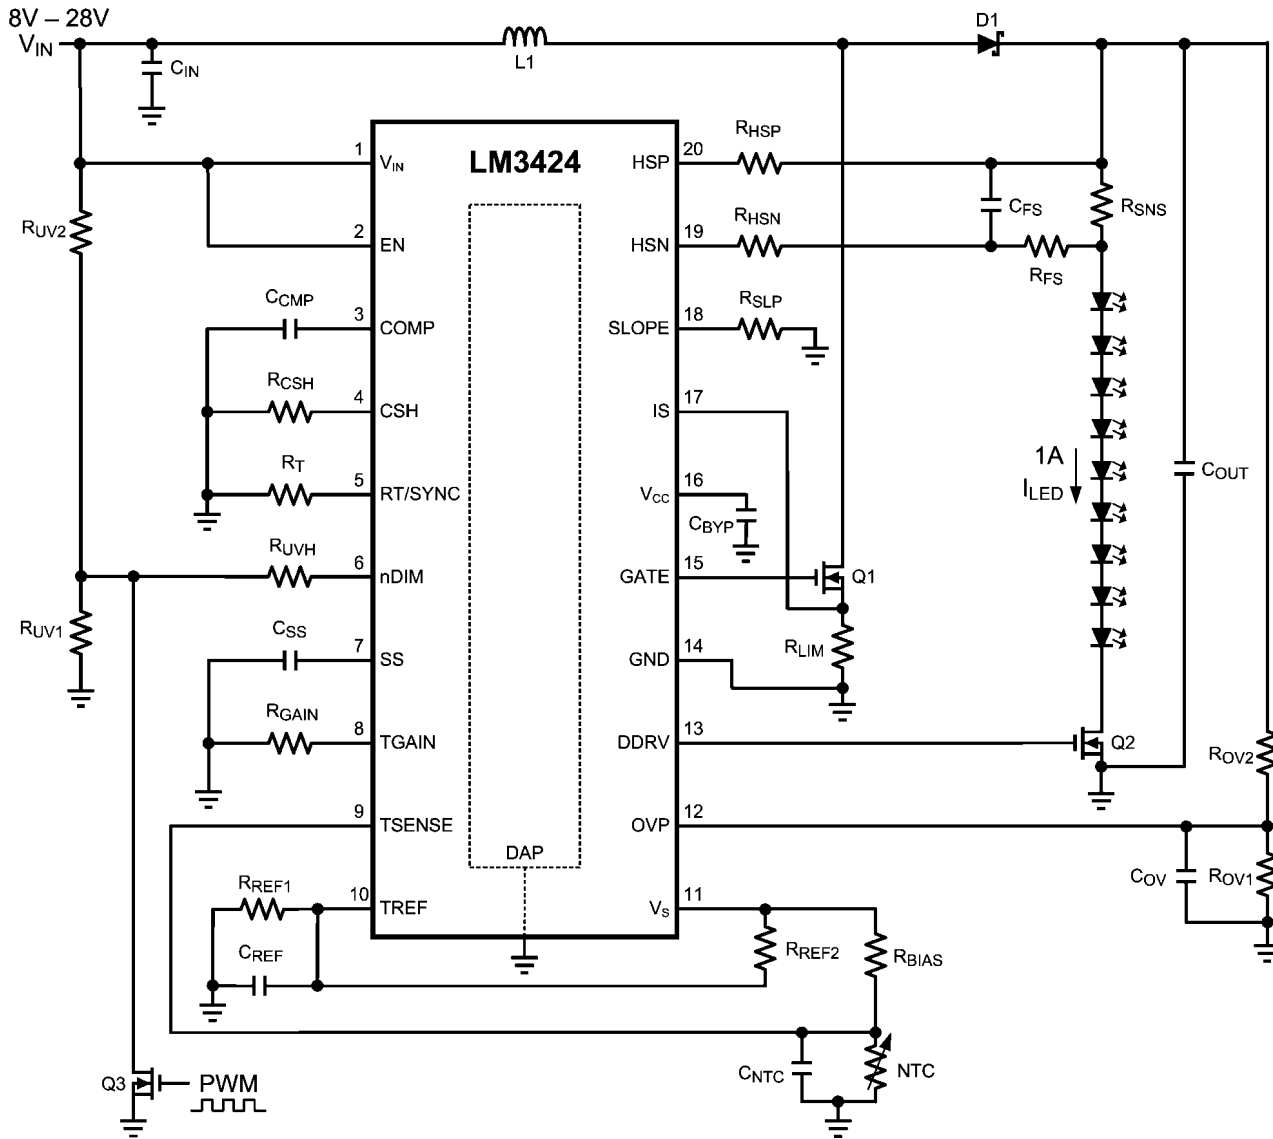 8V – 28V
VIN
CIN
L1
D1
LM3424
1 VIN
2 EN
3 COMP
4 CSH
5 RT/SYNC
6 nDIM
7 SS
8 TGAIN
9 TSENSE
10 TREF
20 HSP
19 HSN
18 SLOPE
17 IS
16 VCC
15 GATE
14 GND
13 DDRV
12 OVP
11 VS
DAP
RUV2
CCMP
RCSH
RT
RUVH
RUV1
CSS
RGAIN
RREF1
CREF
Q3
PWM
RHSP
RHSN
CFS
RSNS
RFS
RSLP
CBYP
Q1
RLIM
1A
ILED
COUT
Q2
ROV2
COV
ROV1
RREF2
RBIAS
CNTC
NTC